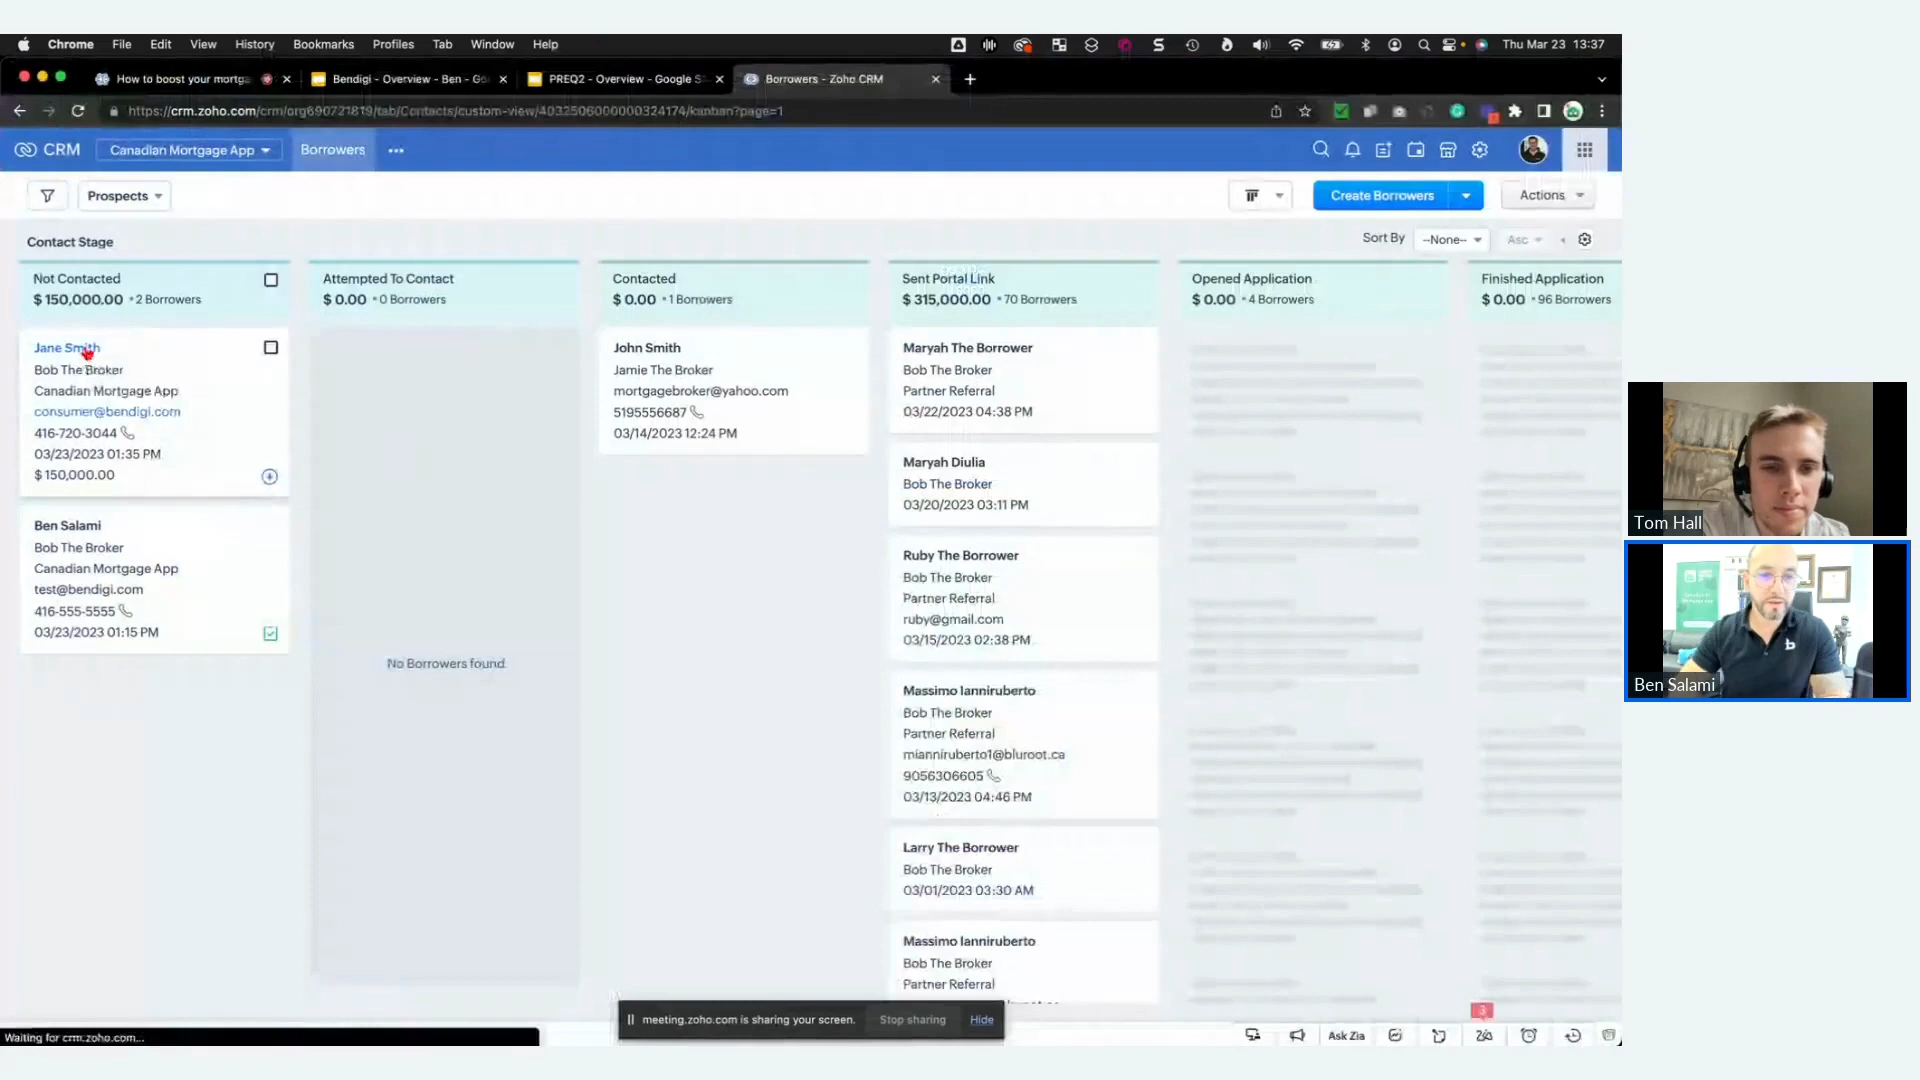 Chrome File Edit View History Bookmarks Profiles Tab Window Help
Thu Mar 23 13:37
How to boost your mortga
Bendigi - Overview - Ben - Go
PREQ2 - Overview - Google S
Borrowers - Zoho CRM
https://crm.zoho.com/crm/org690721819/tab/Contacts/custom-view/4032506000000324174/kanban?page=1
CRM
Canadian Mortgage App
Borrowers
Prospects
Create Borrowers
Actions
Contact Stage
Sort By
--None--
Asc
Not Contacted
$ 150,000.00 • 2 Borrowers
Jane Smith
Bob The Broker
Canadian Mortgage App
consumer@bendigi.com
416-720-3044
03/23/2023 01:35 PM
$ 150,000.00
Ben Salami
Bob The Broker
Canadian Mortgage App
test@bendigi.com
416-555-5555
03/23/2023 01:15 PM
Attempted To Contact
$ 0.00 • 0 Borrowers
No Borrowers found
Contacted
$ 0.00 • 1 Borrowers
John Smith
Jamie The Broker
mortgagebroker@yahoo.com
5195556687
03/14/2023 12:24 PM
Sent Portal Link
$ 315,000.00 • 70 Borrowers
Maryah The Borrower
Bob The Broker
Partner Referral
03/22/2023 04:38 PM
Maryah Diulia
Bob The Broker
03/20/2023 03:11 PM
Ruby The Borrower
Bob The Broker
Partner Referral
ruby@gmail.com
03/15/2023 02:38 PM
Massimo Ianniruberto
Bob The Broker
Partner Referral
mianniruberto1@bluroot.ca
9056306605
03/13/2023 04:46 PM
Larry The Borrower
Bob The Broker
03/01/2023 03:30 AM
Massimo Ianniruberto
Bob The Broker
Partner Referral
Opened Application
$ 0.00 • 4 Borrowers
Finished Application
$ 0.00 • 96 Borrowers
Tom Hall
Ben Salami
meeting.zoho.com is sharing your screen.
Stop sharing
Hide
Waiting for crm.zoho.com...
3
Ask Zia